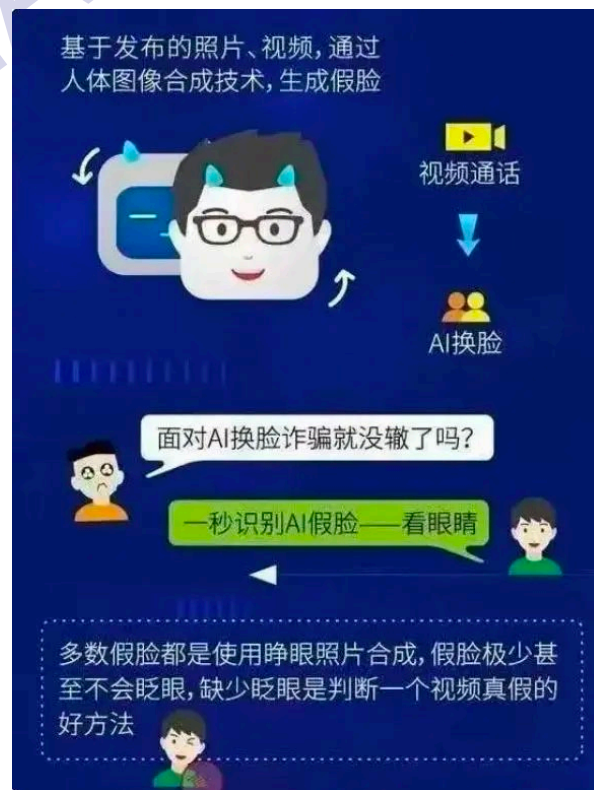 基于发布的照片、视频，通过
人体图像合成技术，生成假脸
视频通话
AI换脸
面对AI换脸诈骗就没辙了吗？
一秒识别AI假脸——看眼睛
多数假脸都是使用睁眼照片合成，假脸极少甚
至不会眨眼，缺少眨眼是判断一个视频真假的
好方法